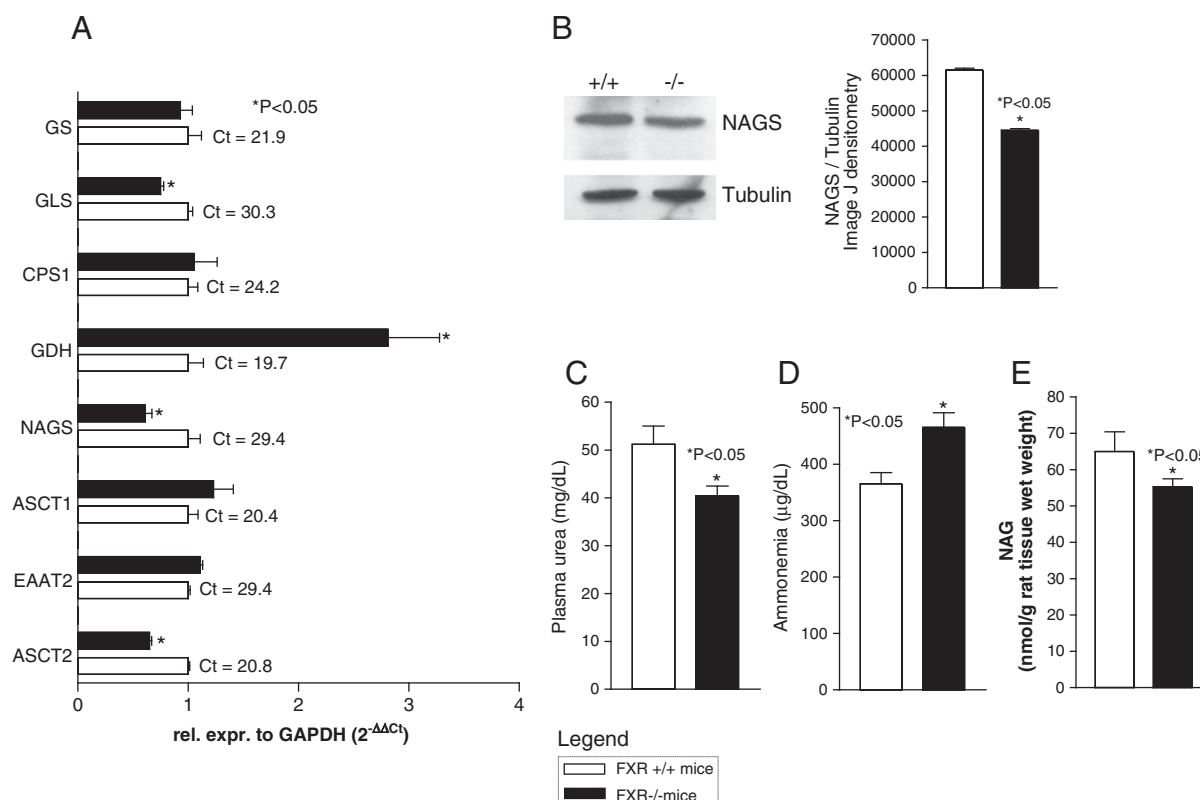 A
*P<0.05
GS
Ct = 21.9
*
GLS
Ct = 30.3
CPS1
Ct = 24.2
*
GDH
Ct = 19.7
*
NAGS
Ct = 29.4
ASCT1
Ct = 20.4
EAAT2
Ct = 29.4
*
ASCT2
Ct = 20.8
0 1 2 3 4
rel. expr. to GAPDH (2-ΔΔCt)
B
+/+ -/-
NAGS
Tubulin
NAGS / Tubulin
Image J densitometry
70000
60000
50000
40000
30000
20000
10000
0
*P<0.05
*
C
Plasma urea (mg/dL)
60
50
40
30
20
10
0
*P<0.05
*
D
Ammonemia (µg/dL)
500
400
300
200
100
0
*P<0.05
*
E
NAG
(nmol/g rat tissue wet weight)
80
70
60
50
40
30
20
10
0
*P<0.05
*
Legend
FXR +/+ mice
FXR-/-mice